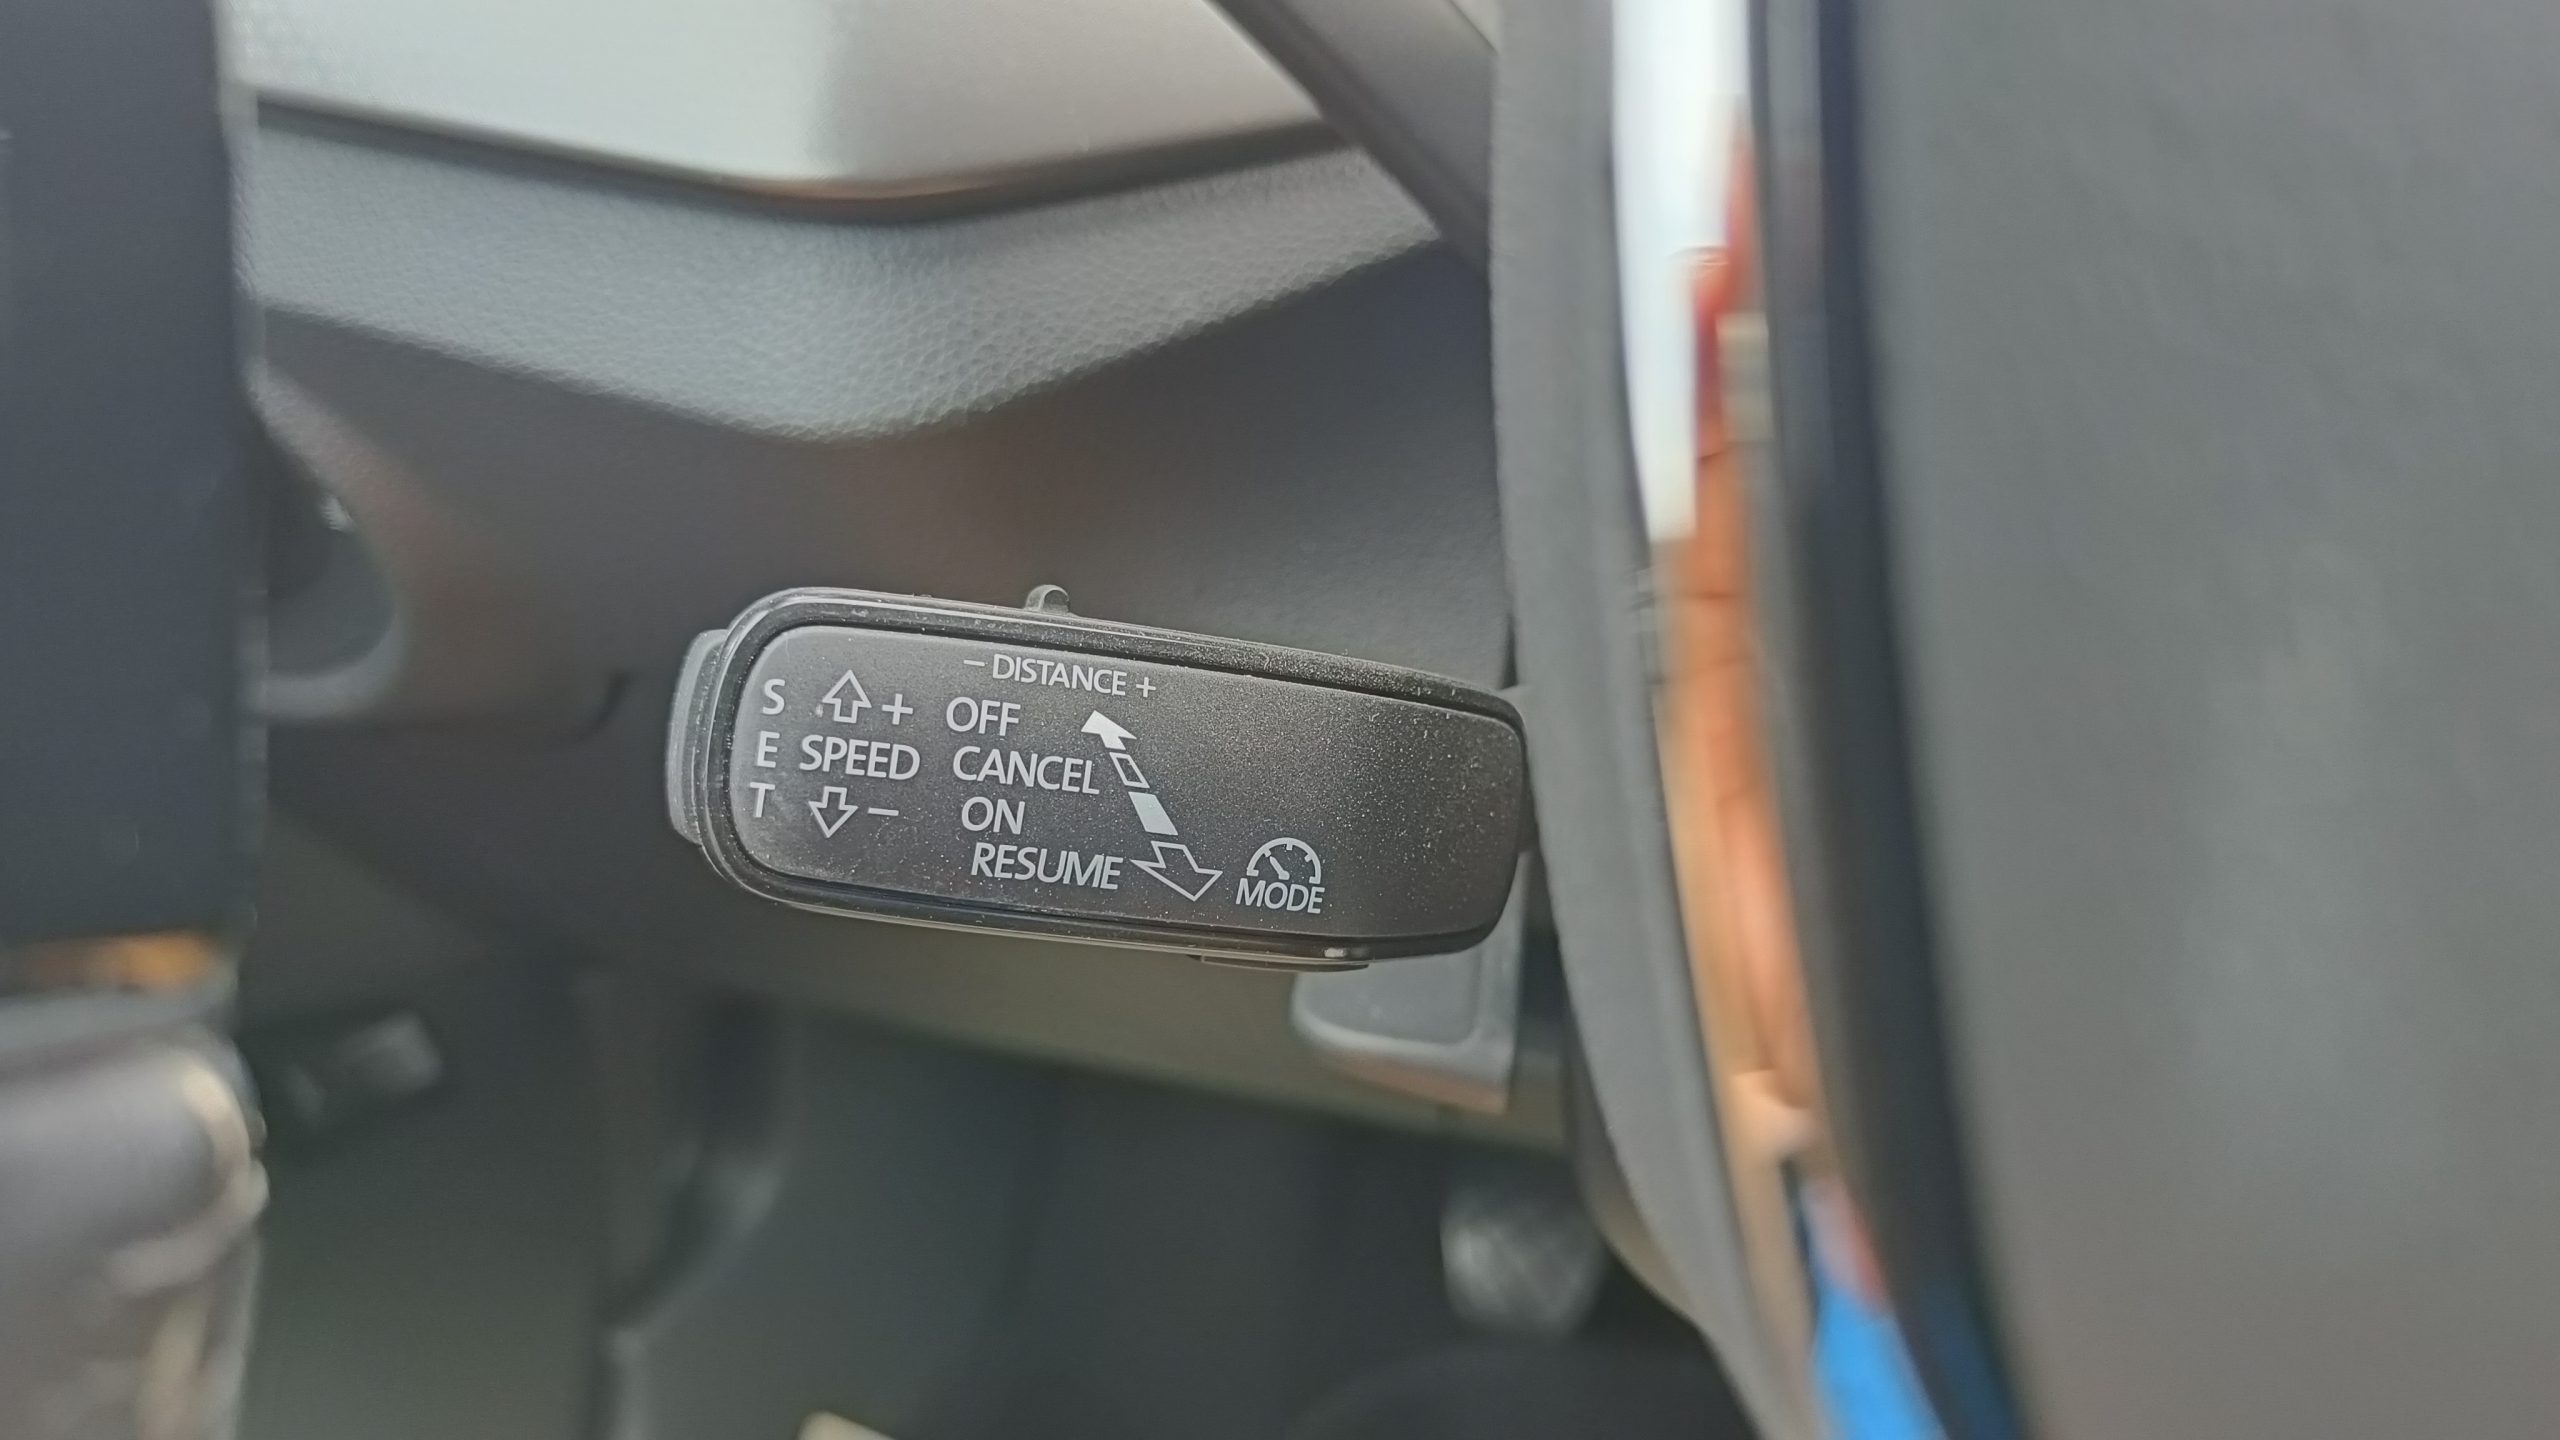 − DISTANCE +
S + OFF
E SPEED CANCEL
T − ON
RESUME
MODE